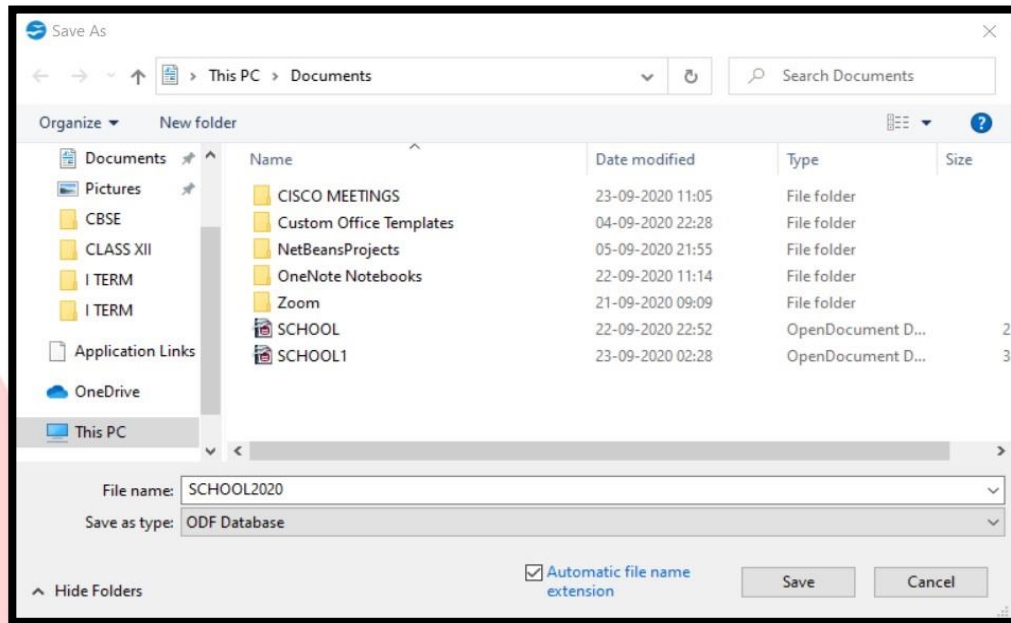 Save As
This PC > Documents
Search Documents
Organize
New folder
Documents
Pictures
CBSE
CLASS XII
I TERM
I TERM
Application Links
OneDrive
This PC
Name Date modified Type Size
CISCO MEETINGS 23-09-2020 11:05 File folder
Custom Office Templates 04-09-2020 22:28 File folder
NetBeansProjects 05-09-2020 21:55 File folder
OneNote Notebooks 22-09-2020 11:14 File folder
Zoom 21-09-2020 09:09 File folder
SCHOOL 22-09-2020 22:52 OpenDocument D... 2
SCHOOL1 23-09-2020 02:28 OpenDocument D... 3
File name: SCHOOL2020
Save as type: ODF Database
Hide Folders
Automatic file name
extension
Save
Cancel